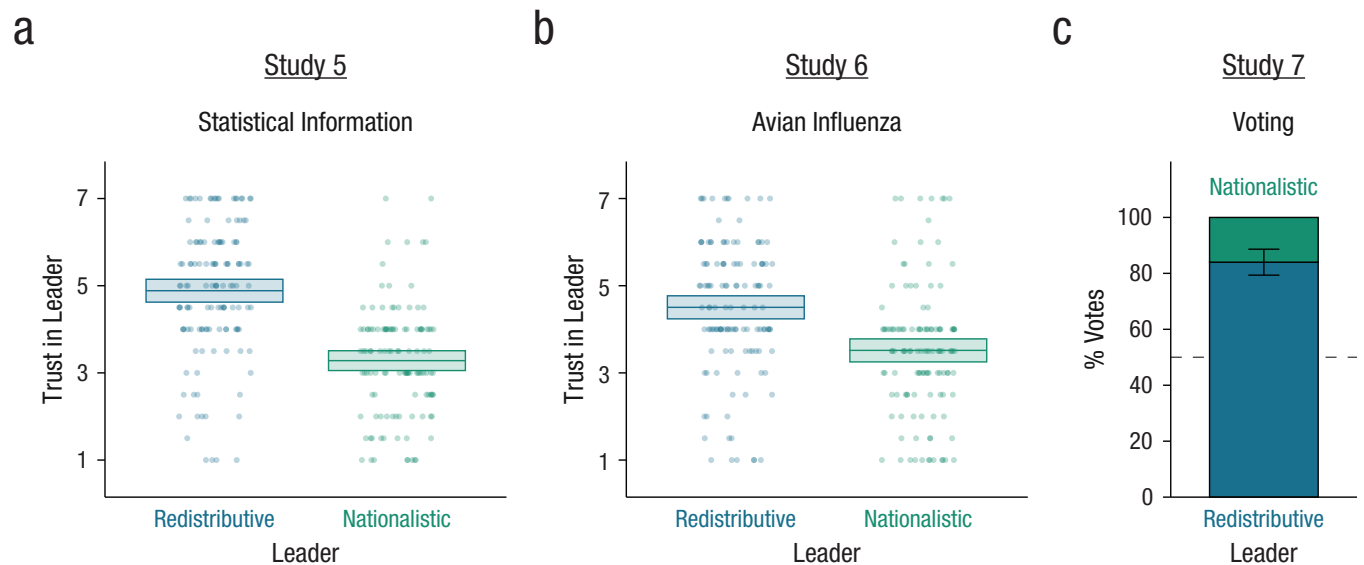 a
Study 5
Statistical Information
Trust in Leader
7
5
3
1
Redistributive
Nationalistic
Leader
b
Study 6
Avian Influenza
Trust in Leader
7
5
3
1
Redistributive
Nationalistic
Leader
c
Study 7
Voting
% Votes
Nationalistic
100
80
60
40
20
0
Redistributive
Leader